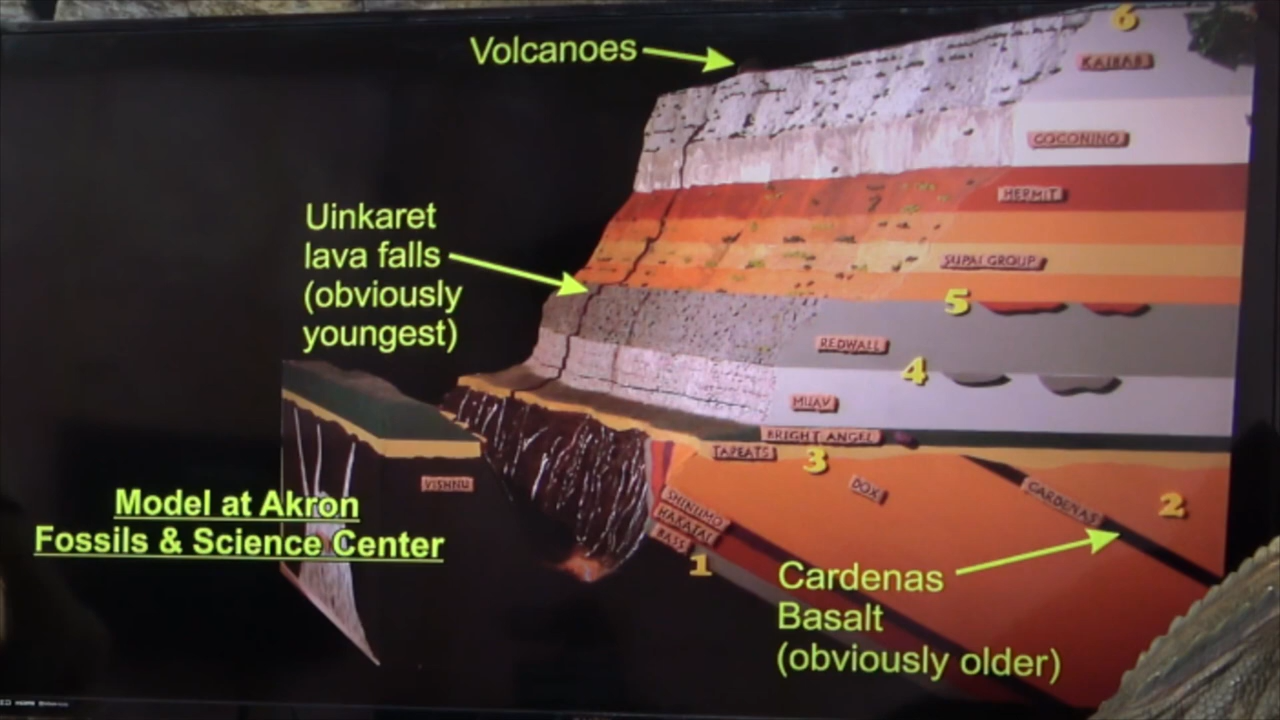 Volcanoes
6
KAIBAB
COCONINO
HERMIT
Uinkaret
lava falls
(obviously
youngest)
SUPAI GROUP
5
REDWALL
4
MUAV
BRIGHT ANGEL
TAPEATS
3
VISHNU
DOX
CARDENAS
2
SHINUMO
HAKATAI
BASS
1
Model at Akron
Fossils & Science Center
Cardenas
Basalt
(obviously older)